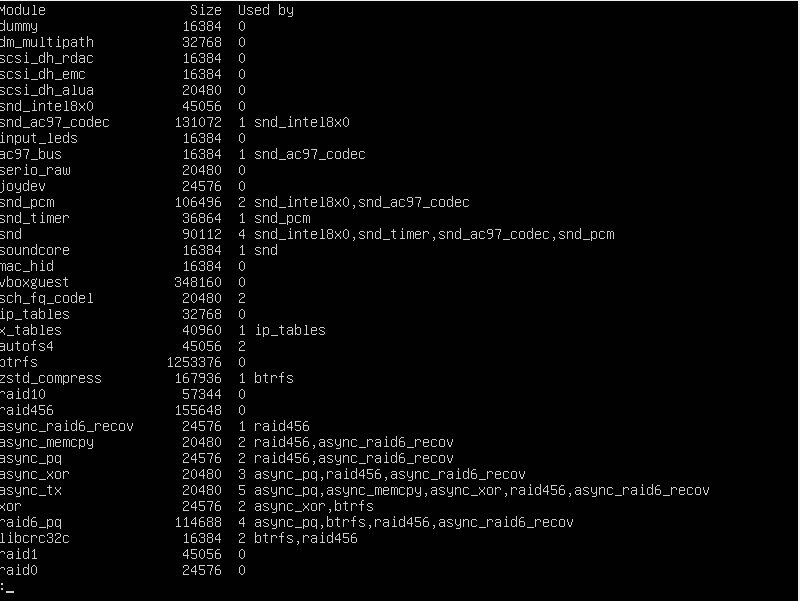 Module                  Size  Used by
dummy                  16384  0
dm_multipath           32768  0
scsi_dh_rdac           16384  0
scsi_dh_emc            16384  0
scsi_dh_alua           20480  0
snd_intel8x0           45056  0
snd_ac97_codec        131072  1 snd_intel8x0
input_leds             16384  0
ac97_bus               16384  1 snd_ac97_codec
serio_raw              20480  0
joydev                 24576  0
snd_pcm               106496  2 snd_intel8x0,snd_ac97_codec
snd_timer              36864  1 snd_pcm
snd                    90112  4 snd_intel8x0,snd_timer,snd_ac97_codec,snd_pcm
soundcore              16384  1 snd
mac_hid                16384  0
vboxguest             348160  0
sch_fq_codel           20480  2
ip_tables              32768  0
x_tables               40960  1 ip_tables
autofs4                45056  2
btrfs                1253376  0
zstd_compress         167936  1 btrfs
raid10                 57344  0
raid456               155648  0
async_raid6_recov      24576  1 raid456
async_memcpy           20480  2 raid456,async_raid6_recov
async_pq               24576  2 raid456,async_raid6_recov
async_xor              20480  3 async_pq,raid456,async_raid6_recov
async_tx               20480  5 async_pq,async_memcpy,async_xor,raid456,async_raid6_recov
xor                    24576  2 async_xor,btrfs
raid6_pq              114688  4 async_pq,btrfs,raid456,async_raid6_recov
libcrc32c              16384  2 btrfs,raid456
raid1                  45056  0
raid0                  24576  0
:_